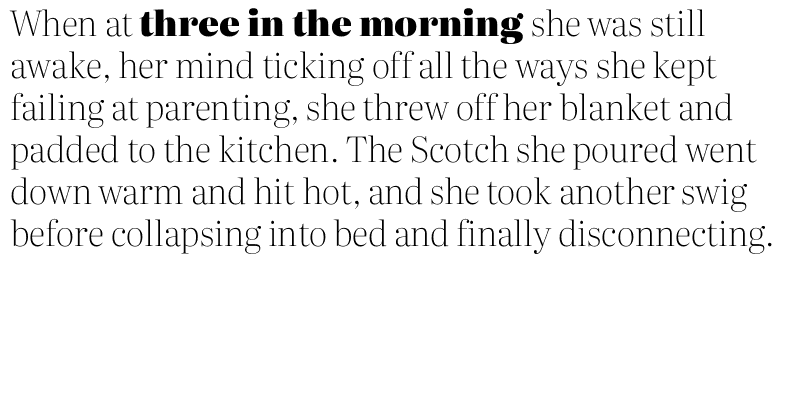 When at three in the morning she was still
awake, her mind ticking off all the ways she kept
failing at parenting, she threw off her blanket and
padded to the kitchen. The Scotch she poured went
down warm and hit hot, and she took another swig
before collapsing into bed and finally disconnecting.